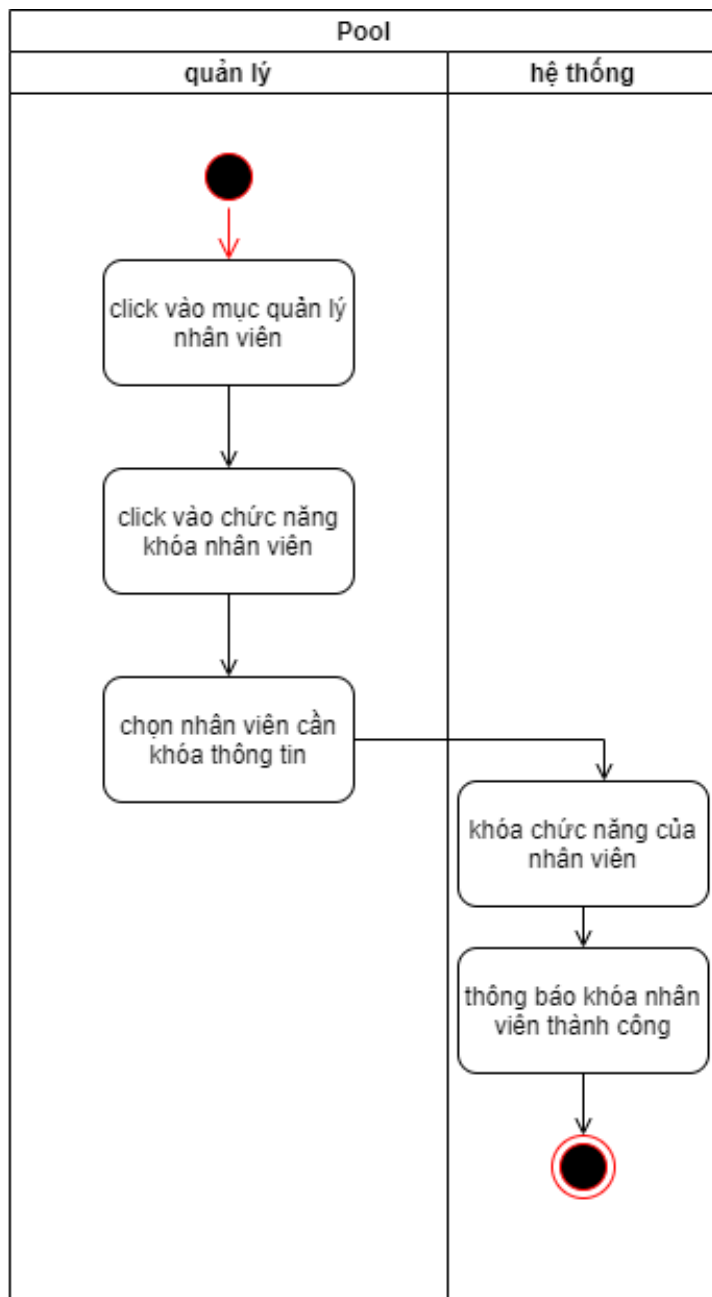 Pool
quản lý
hệ thống
click vào mục quản lý
nhân viên
click vào chức năng
khóa nhân viên
chọn nhân viên cần
khóa thông tin
khóa chức năng của
nhân viên
thông báo khóa nhân
viên thành công